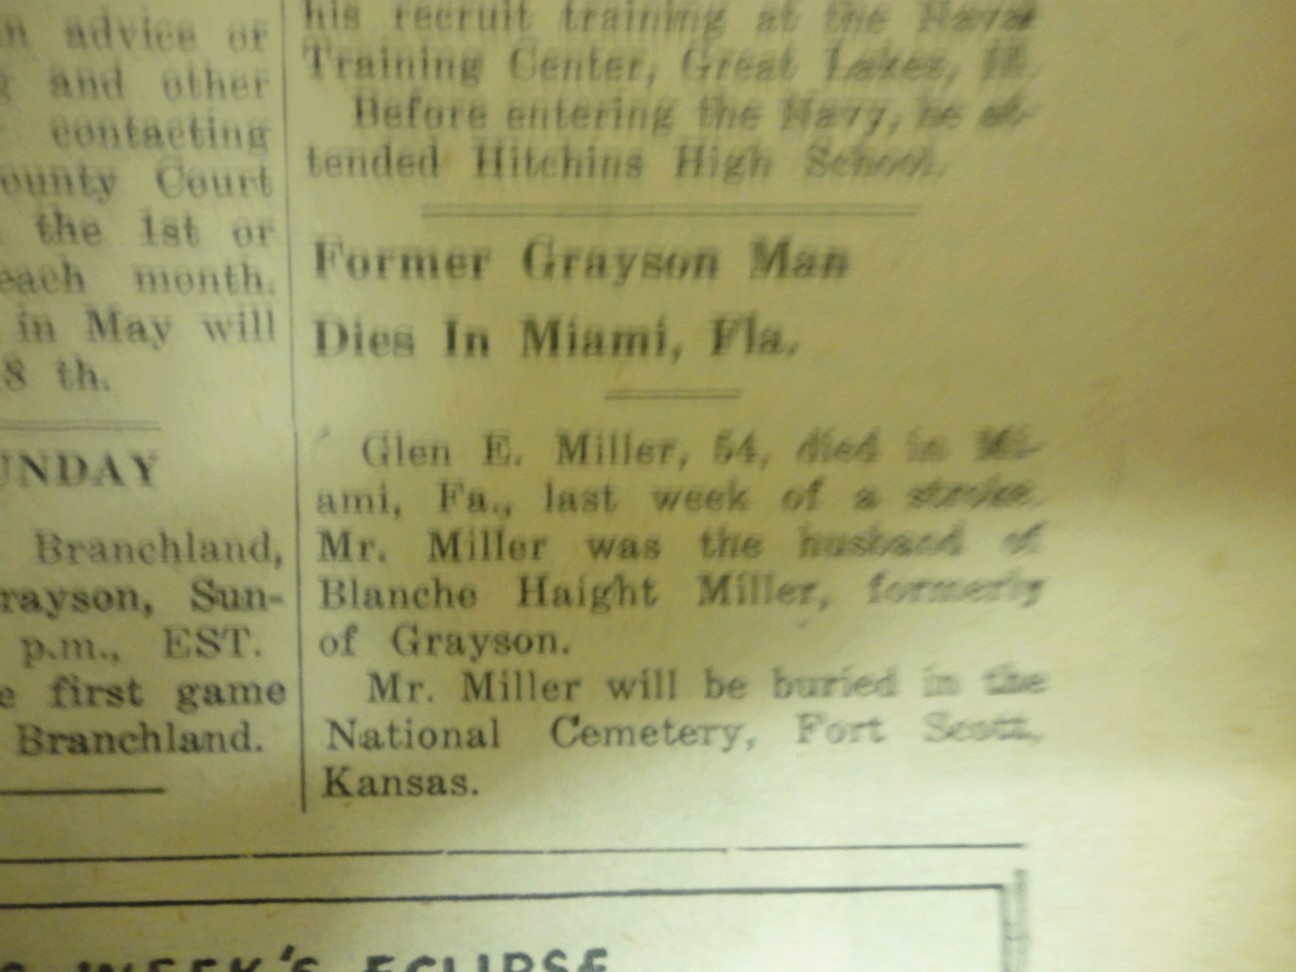 n advice or
g and other
contacting
ounty Court
the 1st or
each month.
in May will
8 th.
UNDAY
Branchland,
rayson, Sun-
p.m., EST.
e first game
Branchland.
his recruit training at the Naval
Training Center, Great Lakes, Ill.
Before entering the Navy, he at-
tended Hitchins High School.
Former Grayson Man
Dies In Miami, Fla.
Glen E. Miller, 54, died in Mi-
ami, Fa., last week of a stroke.
Mr. Miller was the husband of
Blanche Haight Miller, formerly
of Grayson.
Mr. Miller will be buried in the
National Cemetery, Fort Scott,
Kansas.
WEEK'S ECLIPSE